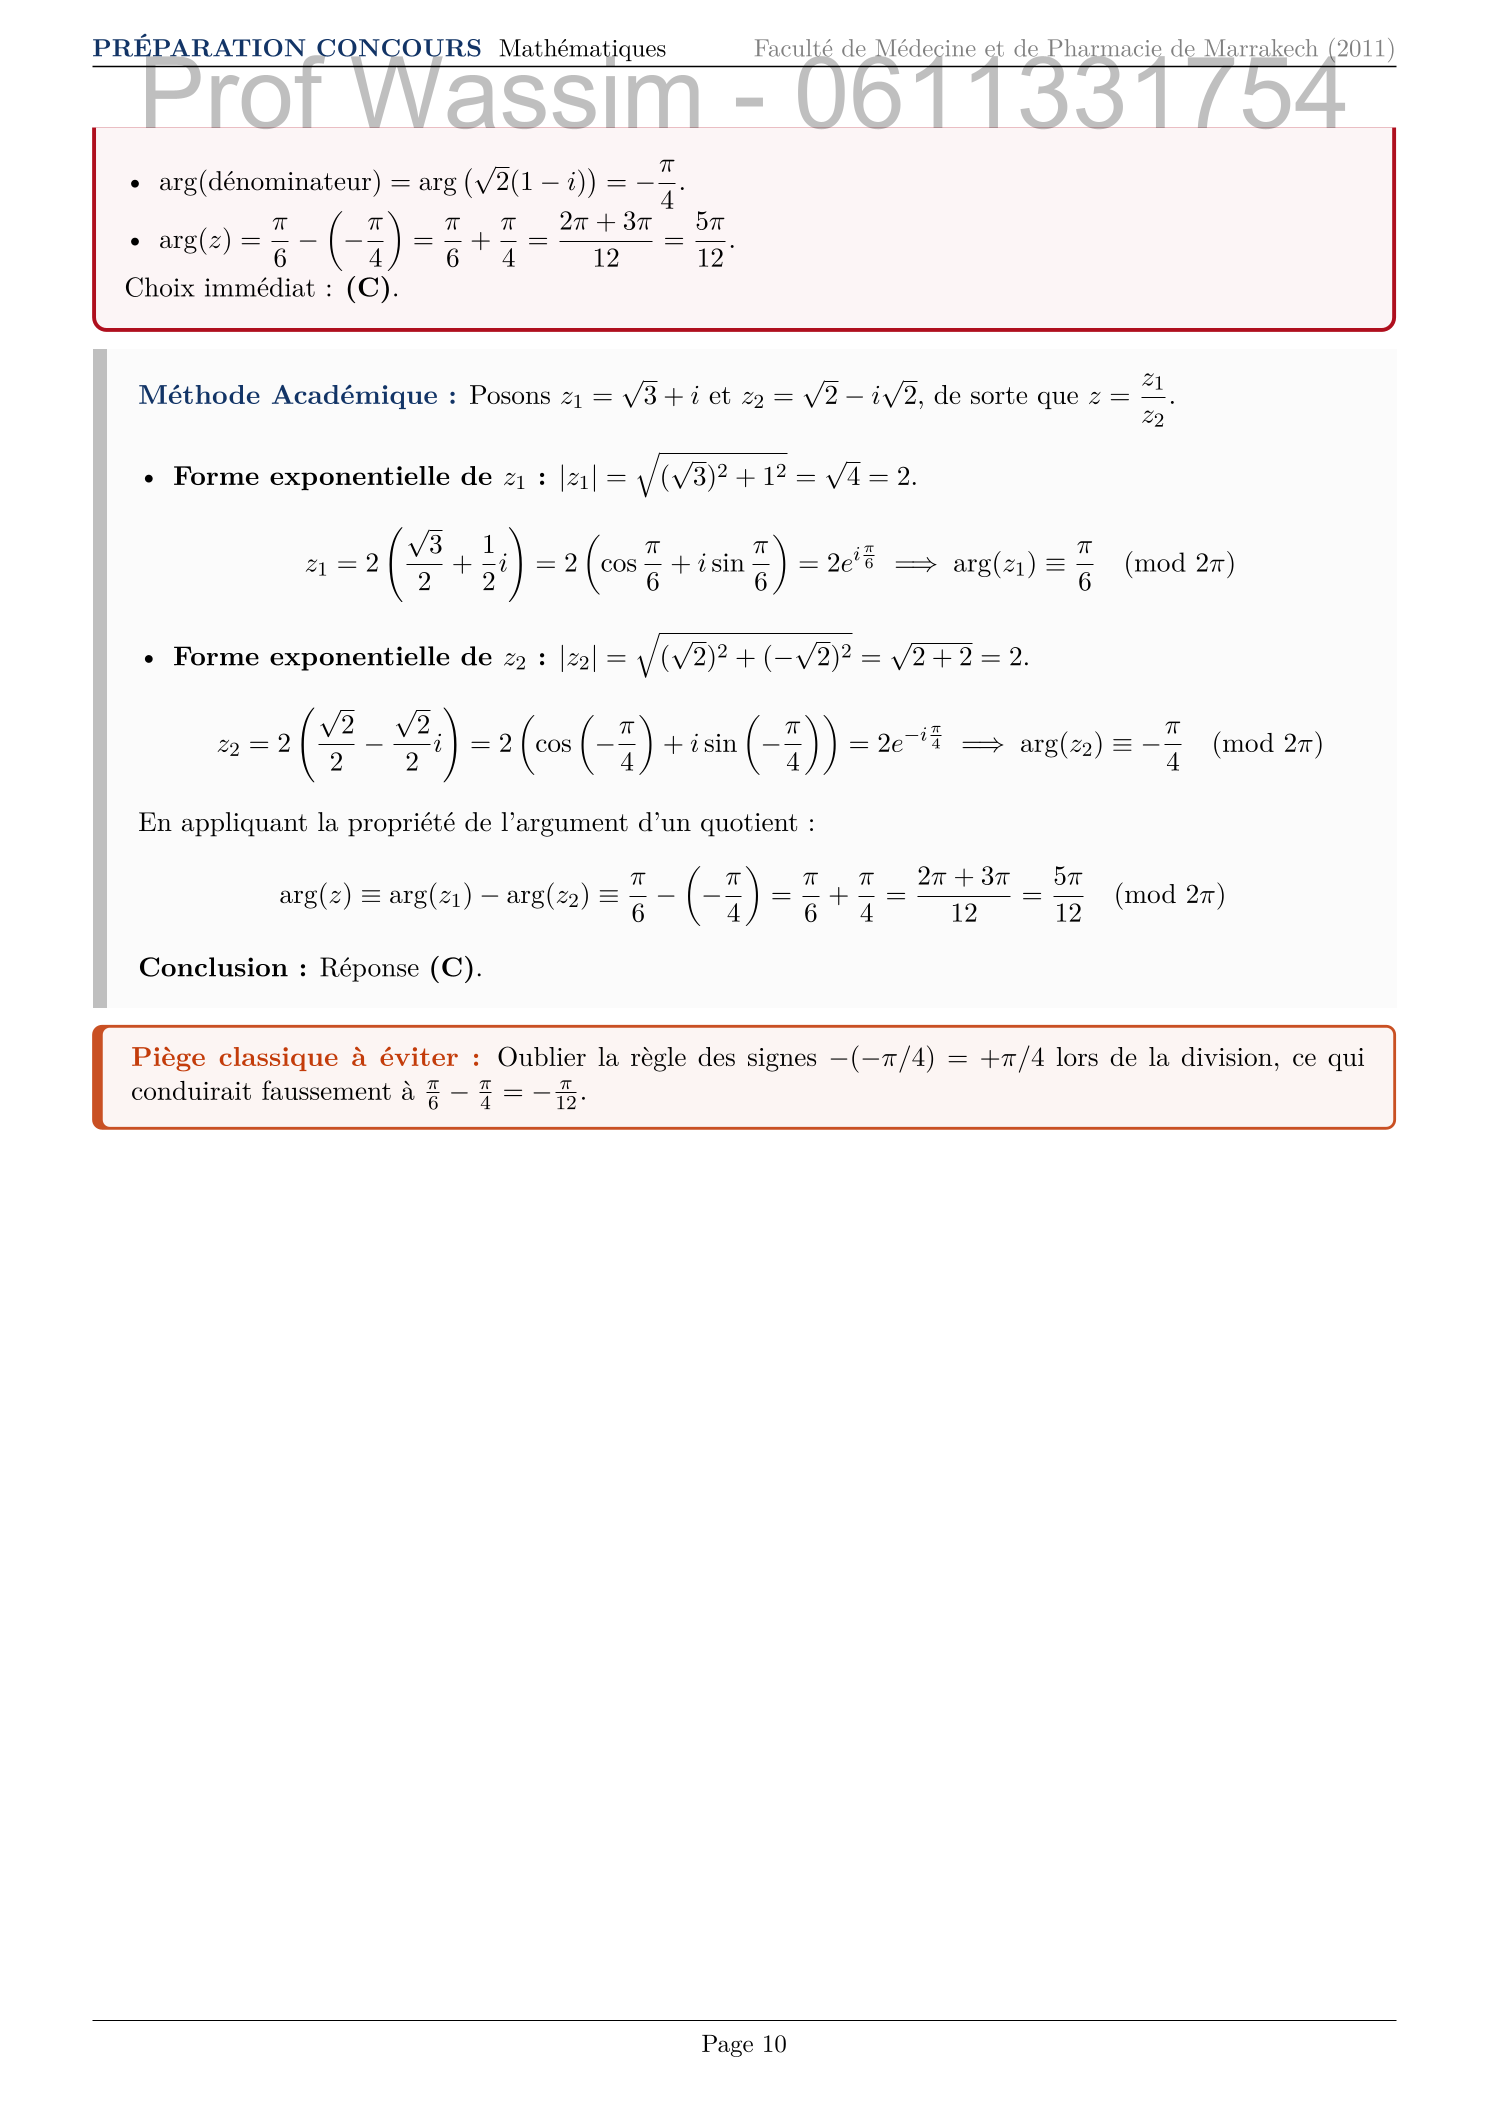 PRÉPARATION CONCOURS Mathématiques Faculté de Médecine et de Pharmacie de Marrakech (2011)
Prof Wassim - 0611331754
• arg(dénominateur) = arg (√2(1 − i)) = −π/4.
• arg(z) = π/6 − (−π/4) = π/6 + π/4 = (2π + 3π)/12 = 5π/12.
Choix immédiat : (C).
Méthode Académique : Posons z₁ = √3 + i et z₂ = √2 − i√2, de sorte que z = z₁/z₂.
• Forme exponentielle de z₁ : |z₁| = √((√3)² + 1²) = √4 = 2.
z₁ = 2 (√3/2 + 1/2 i) = 2 (cos π/6 + i sin π/6) = 2e^{iπ/6} ⟹ arg(z₁) ≡ π/6 (mod 2π)
• Forme exponentielle de z₂ : |z₂| = √((√2)² + (−√2)²) = √(2 + 2) = 2.
z₂ = 2 (√2/2 − √2/2 i) = 2 (cos (−π/4) + i sin (−π/4)) = 2e^{−iπ/4} ⟹ arg(z₂) ≡ −π/4 (mod 2π)
En appliquant la propriété de l'argument d'un quotient :
arg(z) ≡ arg(z₁) − arg(z₂) ≡ π/6 − (−π/4) = π/6 + π/4 = (2π + 3π)/12 = 5π/12 (mod 2π)
Conclusion : Réponse (C).
Piège classique à éviter : Oublier la règle des signes −(−π/4) = +π/4 lors de la division, ce qui
conduirait faussement à π/6 − π/4 = −π/12.
Page 10